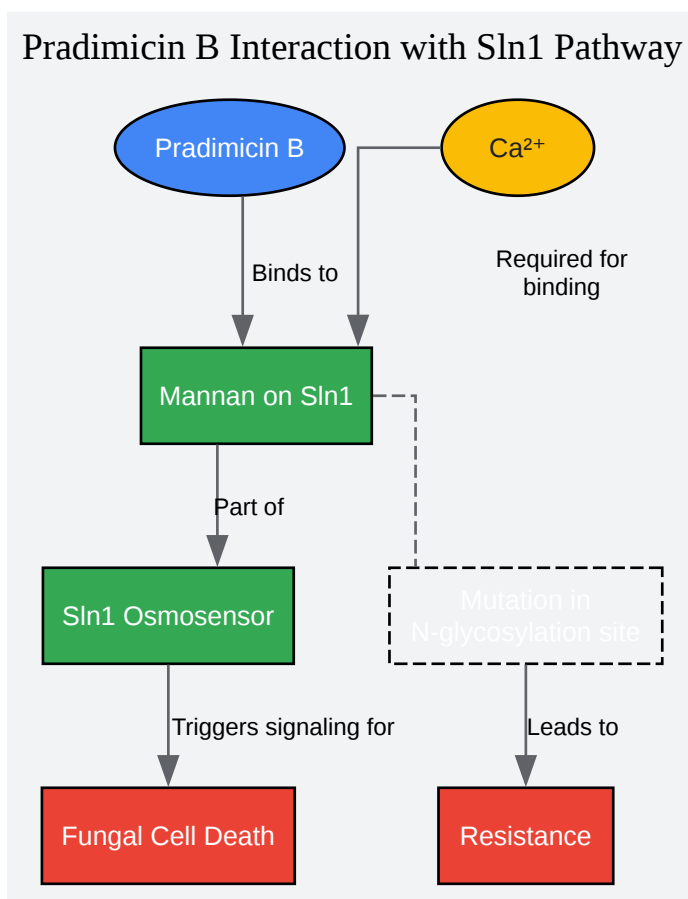 Pradimicin B Interaction with Sln1 Pathway
Pradimicin B
Ca²⁺
Binds to
Required for
binding
Mannan on Sln1
Part of
Sln1 Osmosensor
Mutation in
N-glycosylation site
Triggers signaling for
Leads to
Fungal Cell Death
Resistance